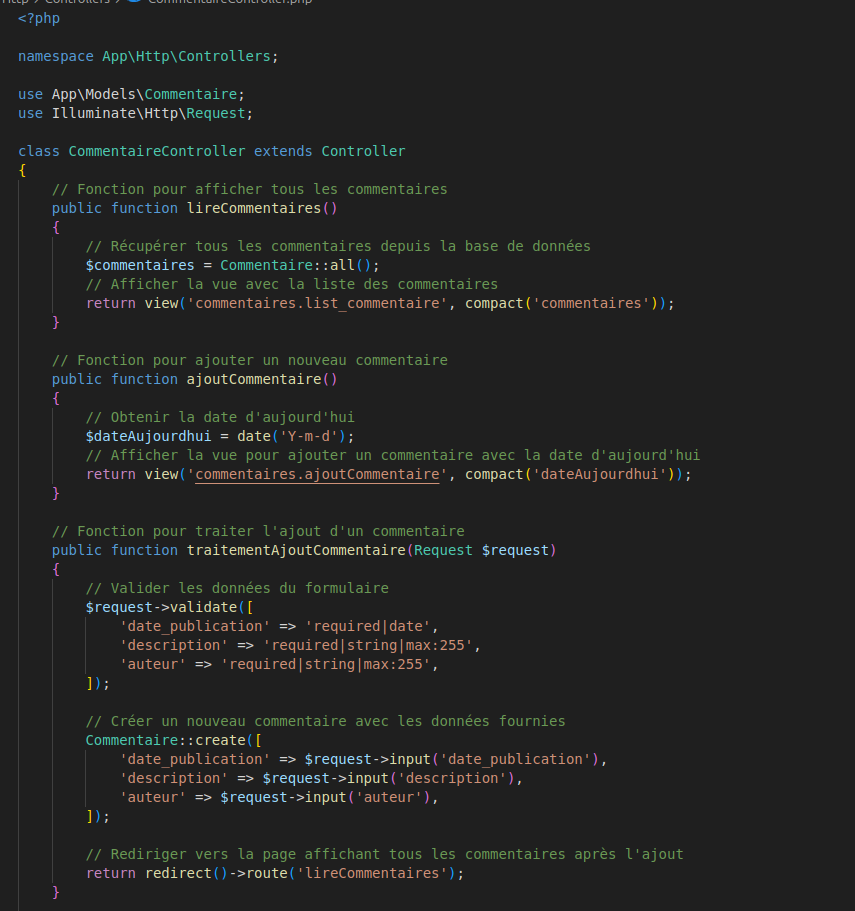 Http > Controllers > CommentaireController.php
<?php

namespace App\Http\Controllers;

use App\Models\Commentaire;
use Illuminate\Http\Request;

class CommentaireController extends Controller
{
    // Fonction pour afficher tous les commentaires
    public function lireCommentaires()
    {
        // Récupérer tous les commentaires depuis la base de données
        $commentaires = Commentaire::all();
        // Afficher la vue avec la liste des commentaires
        return view('commentaires.list_commentaire', compact('commentaires'));
    }

    // Fonction pour ajouter un nouveau commentaire
    public function ajoutCommentaire()
    {
        // Obtenir la date d'aujourd'hui
        $dateAujourdhui = date('Y-m-d');
        // Afficher la vue pour ajouter un commentaire avec la date d'aujourd'hui
        return view('commentaires.ajoutCommentaire', compact('dateAujourdhui'));
    }

    // Fonction pour traiter l'ajout d'un commentaire
    public function traitementAjoutCommentaire(Request $request)
    {
        // Valider les données du formulaire
        $request->validate([
            'date_publication' => 'required|date',
            'description' => 'required|string|max:255',
            'auteur' => 'required|string|max:255',
        ]);

        // Créer un nouveau commentaire avec les données fournies
        Commentaire::create([
            'date_publication' => $request->input('date_publication'),
            'description' => $request->input('description'),
            'auteur' => $request->input('auteur'),
        ]);

        // Rediriger vers la page affichant tous les commentaires après l'ajout
        return redirect()->route('lireCommentaires');
    }